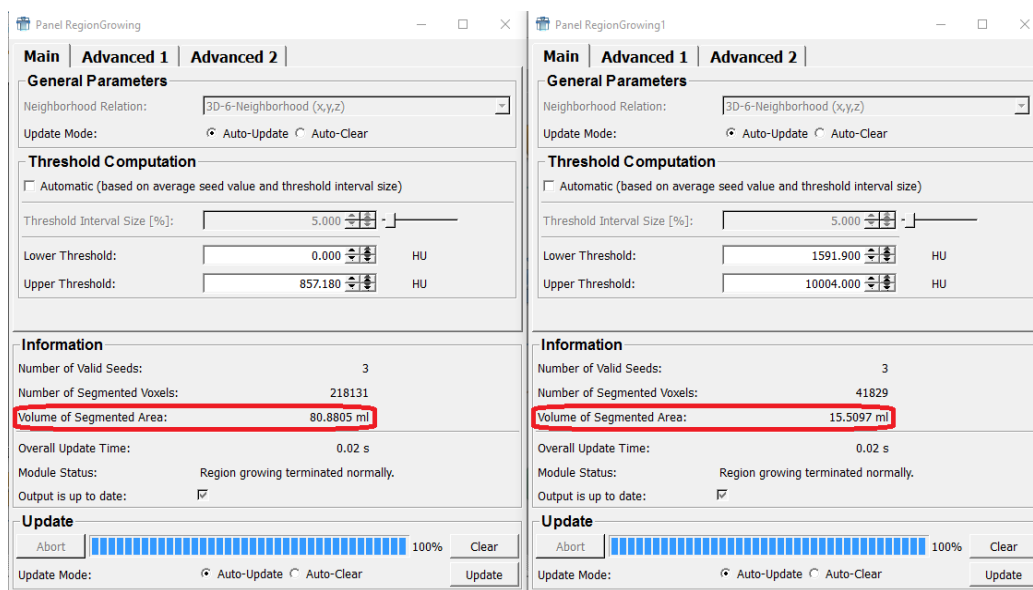 Panel RegionGrowing
Main Advanced 1 Advanced 2
General Parameters
Neighborhood Relation: 3D-6-Neighborhood (x,y,z)
Update Mode: Auto-Update Auto-Clear
Threshold Computation
Automatic (based on average seed value and threshold interval size)
Threshold Interval Size [%]: 5.000
Lower Threshold: 0.000 HU
Upper Threshold: 857.180 HU
Information
Number of Valid Seeds: 3
Number of Segmented Voxels: 218131
Volume of Segmented Area: 80.8805 ml
Overall Update Time: 0.02 s
Module Status: Region growing terminated normally.
Output is up to date:
Update
Abort 100% Clear
Update Mode: Auto-Update Auto-Clear Update
Panel RegionGrowing1
Main Advanced 1 Advanced 2
General Parameters
Neighborhood Relation: 3D-6-Neighborhood (x,y,z)
Update Mode: Auto-Update Auto-Clear
Threshold Computation
Automatic (based on average seed value and threshold interval size)
Threshold Interval Size [%]: 5.000
Lower Threshold: 1591.900 HU
Upper Threshold: 10004.000 HU
Information
Number of Valid Seeds: 3
Number of Segmented Voxels: 41829
Volume of Segmented Area: 15.5097 ml
Overall Update Time: 0.02 s
Module Status: Region growing terminated normally.
Output is up to date:
Update
Abort 100% Clear
Update Mode: Auto-Update Auto-Clear Update